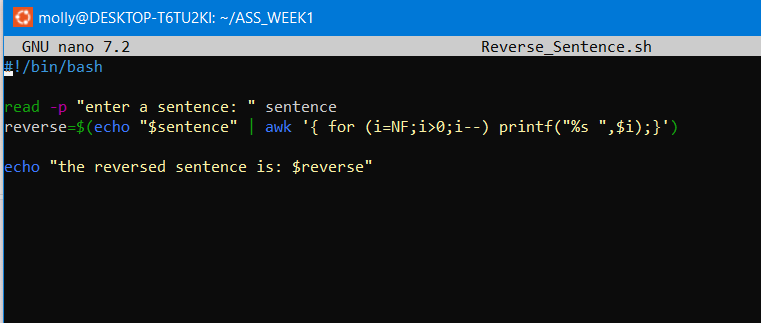 molly@DESKTOP-T6TU2KI: ~/ASS_WEEK1
GNU nano 7.2 Reverse_Sentence.sh
#!/bin/bash
read -p "enter a sentence: " sentence
reverse=$(echo "$sentence" | awk '{ for (i=NF;i>0;i--) printf("%s ",$i);}')
echo "the reversed sentence is: $reverse"